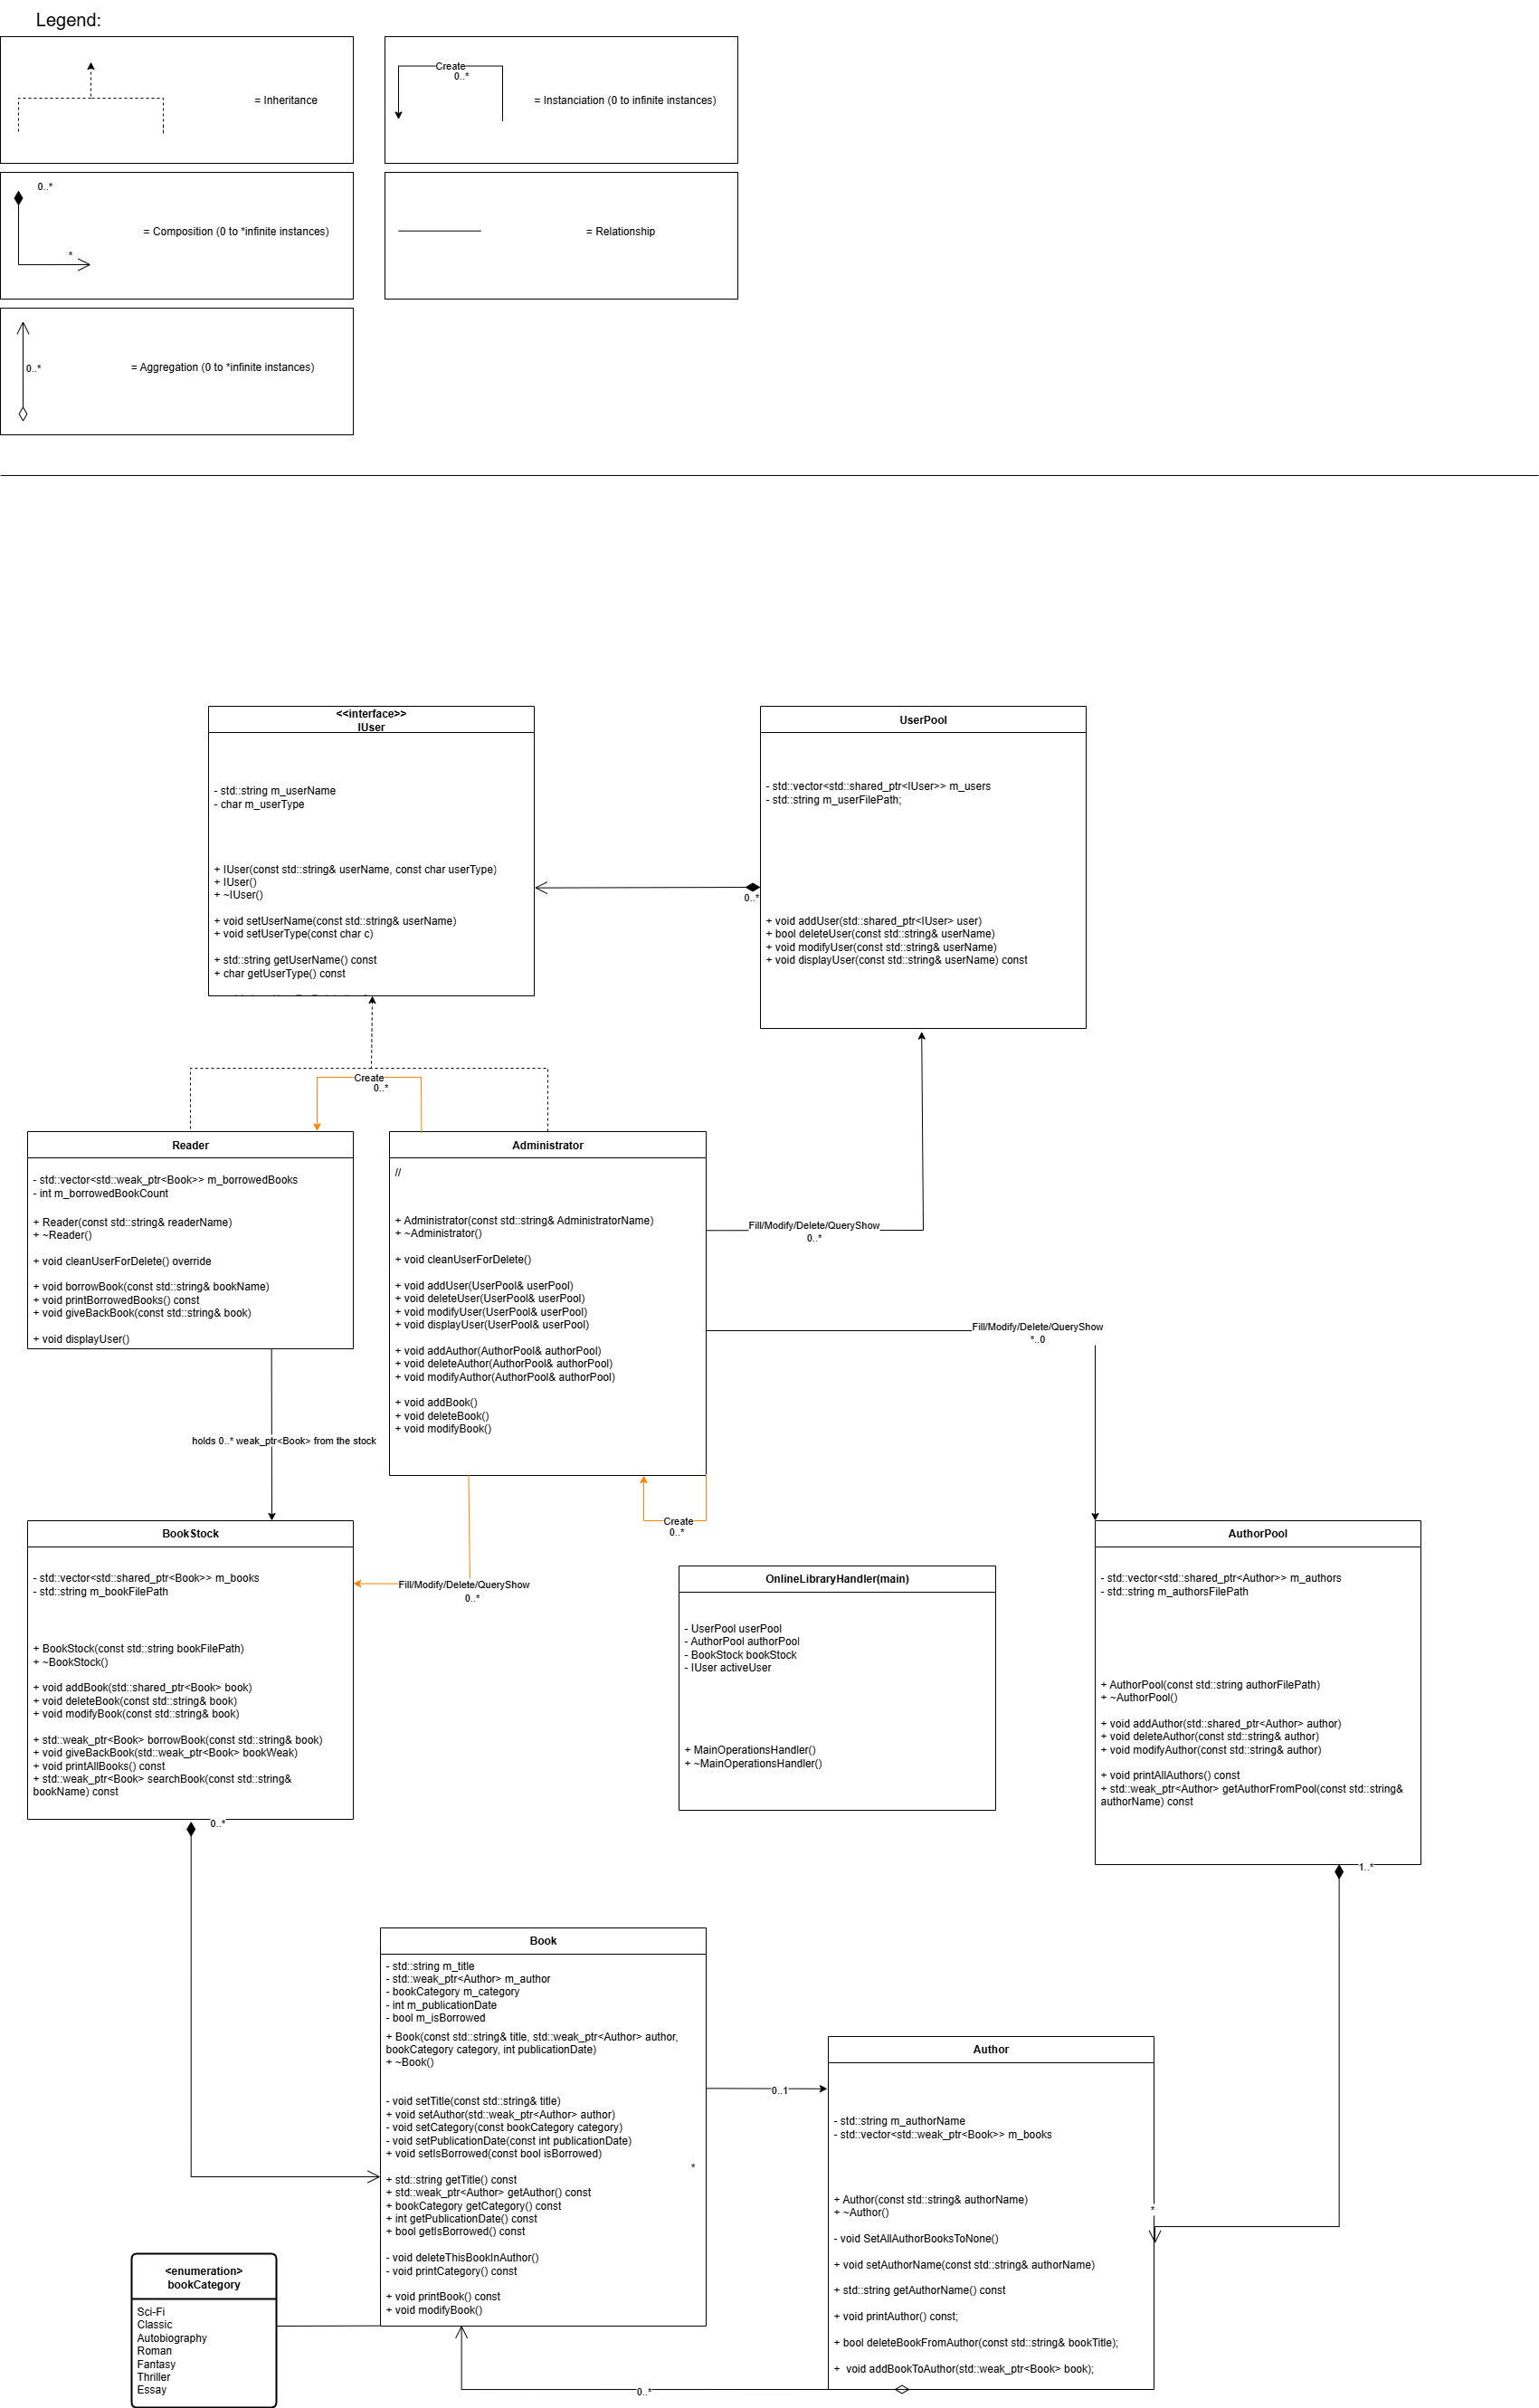 Legend:
= Inheritance
Create
0..*
= Instanciation (0 to infinite instances)
0..*
*
= Composition (0 to *infinite instances)
= Relationship
0..*
= Aggregation (0 to *infinite instances)
<<interface>>
IUser
- std::string m_userName
- char m_userType
+ IUser(const std::string& userName, const char userType)
+ IUser()
+ ~IUser()
+ void setUserName(const std::string& userName)
+ void setUserType(const char c)
+ std::string getUserName() const
+ char getUserType() const
UserPool
- std::vector<std::shared_ptr<IUser>> m_users
- std::string m_userFilePath;
+ void addUser(std::shared_ptr<IUser> user)
+ bool deleteUser(const std::string& userName)
+ void modifyUser(const std::string& userName)
+ void displayUser(const std::string& userName) const
0..*
Create
0..*
Reader
- std::vector<std::weak_ptr<Book>> m_borrowedBooks
- int m_borrowedBookCount
+ Reader(const std::string& readerName)
+ ~Reader()
+ void cleanUserForDelete() override
+ void borrowBook(const std::string& bookName)
+ void printBorrowedBooks() const
+ void giveBackBook(const std::string& book)
+ void displayUser()
Administrator
//
+ Administrator(const std::string& AdministratorName)
+ ~Administrator()
+ void cleanUserForDelete()
+ void addUser(UserPool& userPool)
+ void deleteUser(UserPool& userPool)
+ void modifyUser(UserPool& userPool)
+ void displayUser(UserPool& userPool)
+ void addAuthor(AuthorPool& authorPool)
+ void deleteAuthor(AuthorPool& authorPool)
+ void modifyAuthor(AuthorPool& authorPool)
+ void addBook()
+ void deleteBook()
+ void modifyBook()
Fill/Modify/Delete/QueryShow
0..*
Fill/Modify/Delete/QueryShow
*..0
holds 0..* weak_ptr<Book> from the stock
Create
0..*
Fill/Modify/Delete/QueryShow
0..*
BookStock
- std::vector<std::shared_ptr<Book>> m_books
- std::string m_bookFilePath
+ BookStock(const std::string bookFilePath)
+ ~BookStock()
+ void addBook(std::shared_ptr<Book> book)
+ void deleteBook(const std::string& book)
+ void modifyBook(const std::string& book)
+ std::weak_ptr<Book> borrowBook(const std::string& book)
+ void giveBackBook(std::weak_ptr<Book> bookWeak)
+ void printAllBooks() const
+ std::weak_ptr<Book> searchBook(const std::string&
bookName) const
0..*
OnlineLibraryHandler(main)
- UserPool userPool
- AuthorPool authorPool
- BookStock bookStock
- IUser activeUser
+ MainOperationsHandler()
+ ~MainOperationsHandler()
AuthorPool
- std::vector<std::shared_ptr<Author>> m_authors
- std::string m_authorsFilePath
+ AuthorPool(const std::string authorFilePath)
+ ~AuthorPool()
+ void addAuthor(std::shared_ptr<Author> author)
+ void deleteAuthor(const std::string& author)
+ void modifyAuthor(const std::string& author)
+ void printAllAuthors() const
+ std::weak_ptr<Author> getAuthorFromPool(const std::string&
authorName) const
1..*
Book
- std::string m_title
- std::weak_ptr<Author> m_author
- bookCategory m_category
- int m_publicationDate
- bool m_isBorrowed
+ Book(const std::string& title, std::weak_ptr<Author> author,
bookCategory category, int publicationDate)
+ ~Book()
- void setTitle(const std::string& title)
+ void setAuthor(std::weak_ptr<Author> author)
- void setCategory(const bookCategory category)
- void setPublicationDate(const int publicationDate)
+ void setIsBorrowed(const bool isBorrowed)
*
+ std::string getTitle() const
+ std::weak_ptr<Author> getAuthor() const
+ bookCategory getCategory() const
+ int getPublicationDate() const
+ bool getIsBorrowed() const
- void deleteThisBookInAuthor()
- void printCategory() const
+ void printBook() const
+ void modifyBook()
0..1
Author
- std::string m_authorName
- std::vector<std::weak_ptr<Book>> m_books
+ Author(const std::string& authorName)
+ ~Author()
- void SetAllAuthorBooksToNone()
+ void setAuthorName(const std::string& authorName)
+ std::string getAuthorName() const
+ void printAuthor() const;
+ bool deleteBookFromAuthor(const std::string& bookTitle);
+ void addBookToAuthor(std::weak_ptr<Book> book);
*
<enumeration>
bookCategory
Sci-Fi
Classic
Autobiography
Roman
Fantasy
Thriller
Essay
0..*